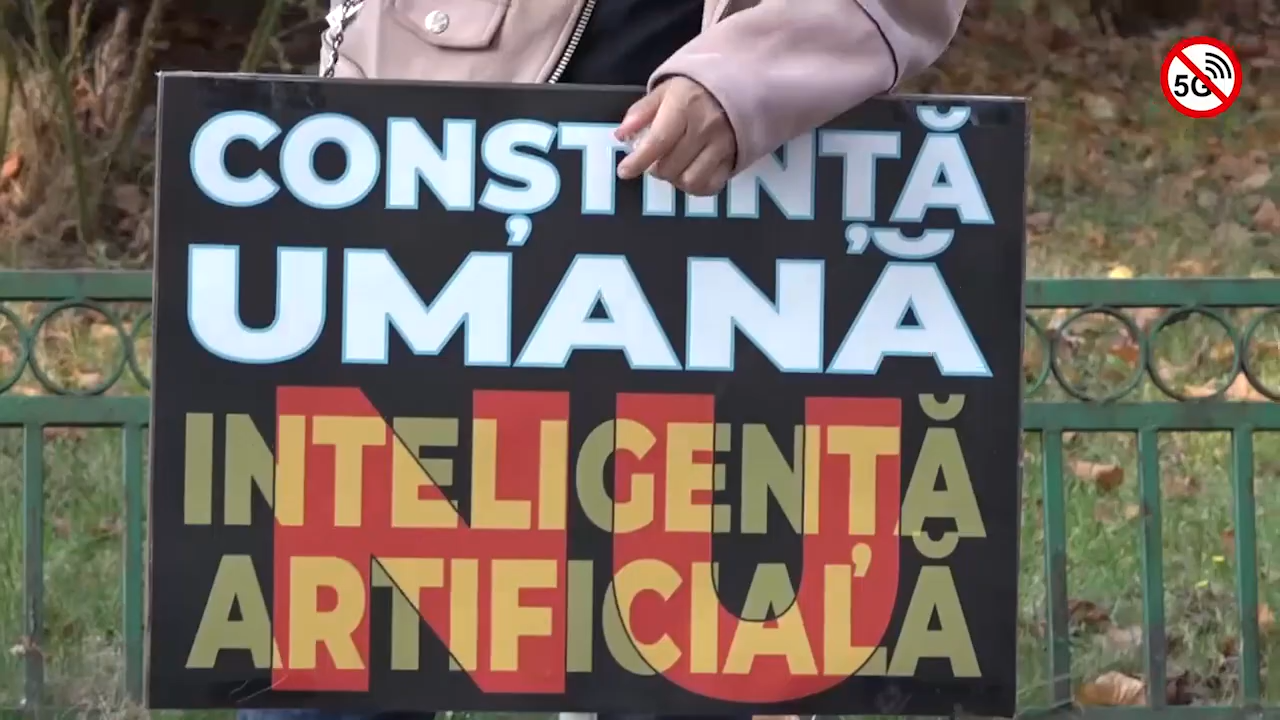 5G
CONȘTIINȚĂ
UMANĂ
NU
INTELIGENȚĂ
ARTIFICIALĂ